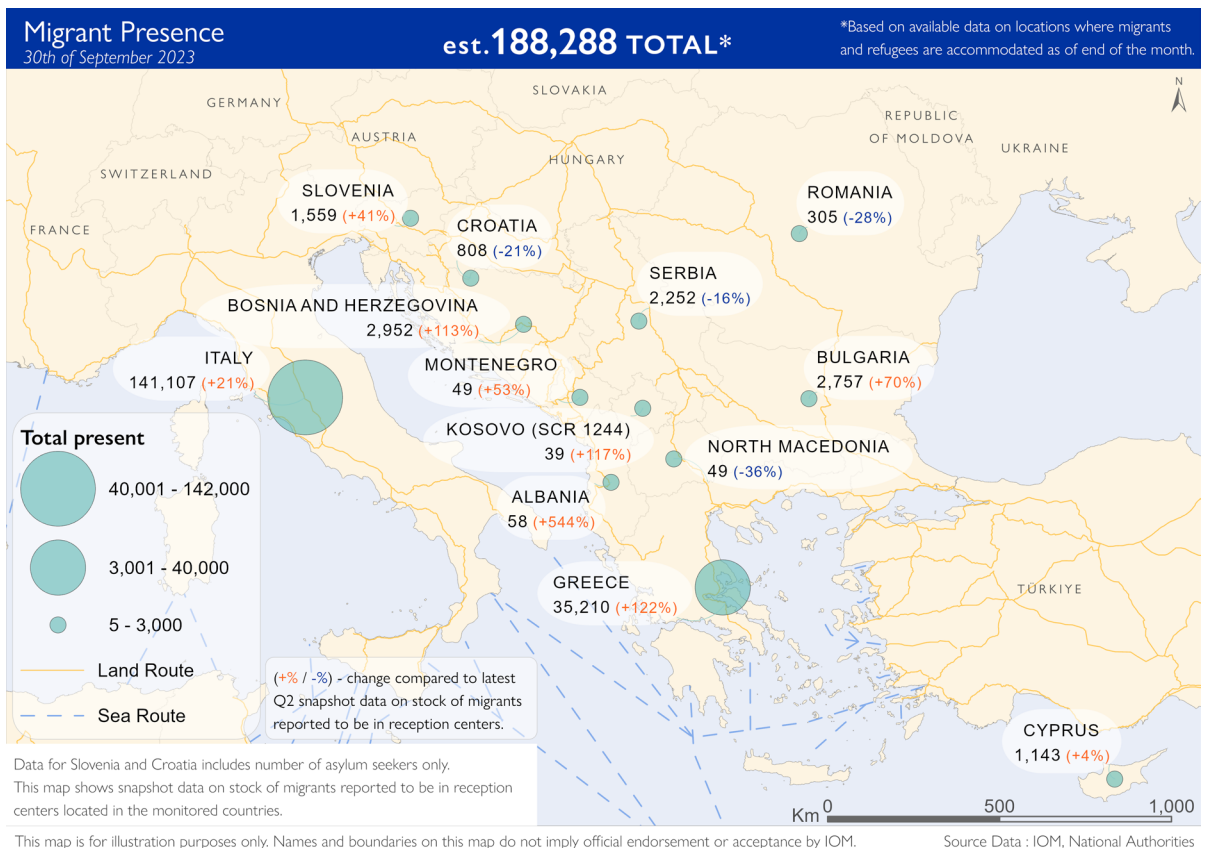 Migrant Presence
30th of September 2023
est.188,288 TOTAL*
*Based on available data on locations where migrants
and refugees are accommodated as of end of the month.
N
SLOVAKIA
GERMANY
REPUBLIC
OF MOLDOVA
AUSTRIA
UKRAINE
HUNGARY
SWITZERLAND
SLOVENIA
1,559 (+41%)
ROMANIA
305 (-28%)
FRANCE
CROATIA
808 (-21%)
SERBIA
2,252 (-16%)
BOSNIA AND HERZEGOVINA
2,952 (+113%)
ITALY
141,107 (+21%)
MONTENEGRO
49 (+53%)
BULGARIA
2,757 (+70%)
KOSOVO (SCR 1244)
39 (+117%)
NORTH MACEDONIA
49 (-36%)
ALBANIA
58 (+544%)
GREECE
35,210 (+122%)
TÜRKIYE
CYPRUS
1,143 (+4%)
Total present
40,001 - 142,000
3,001 - 40,000
5 - 3,000
Land Route
Sea Route
(+% / -%) - change compared to latest
Q2 snapshot data on stock of migrants
reported to be in reception centers.
Data for Slovenia and Croatia includes number of asylum seekers only.
This map shows snapshot data on stock of migrants reported to be in reception
centers located in the monitored countries.
Km 0 500 1,000
This map is for illustration purposes only. Names and boundaries on this map do not imply official endorsement or acceptance by IOM.
Source Data : IOM, National Authorities